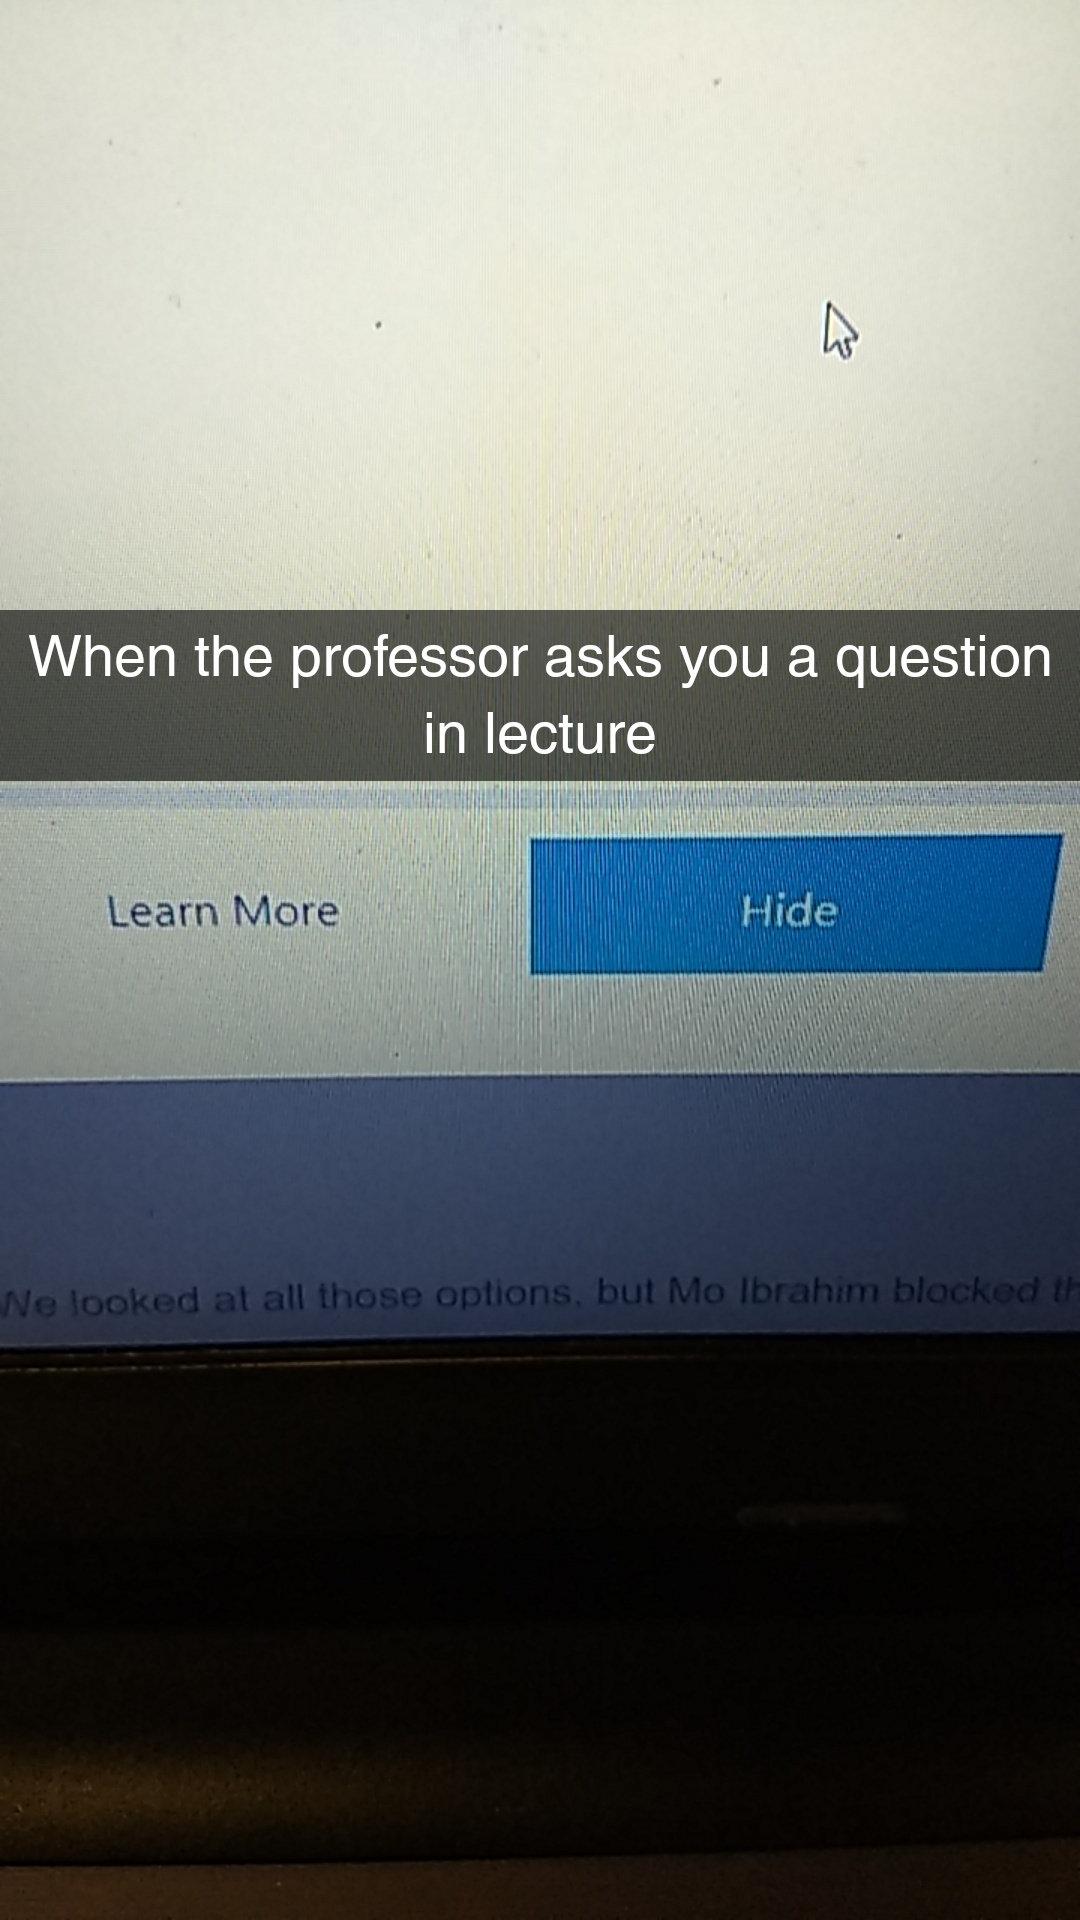 When the professor asks you a question
in lecture
Learn More
Hide
We looked at all those options, but Mo Ibrahim blocked th